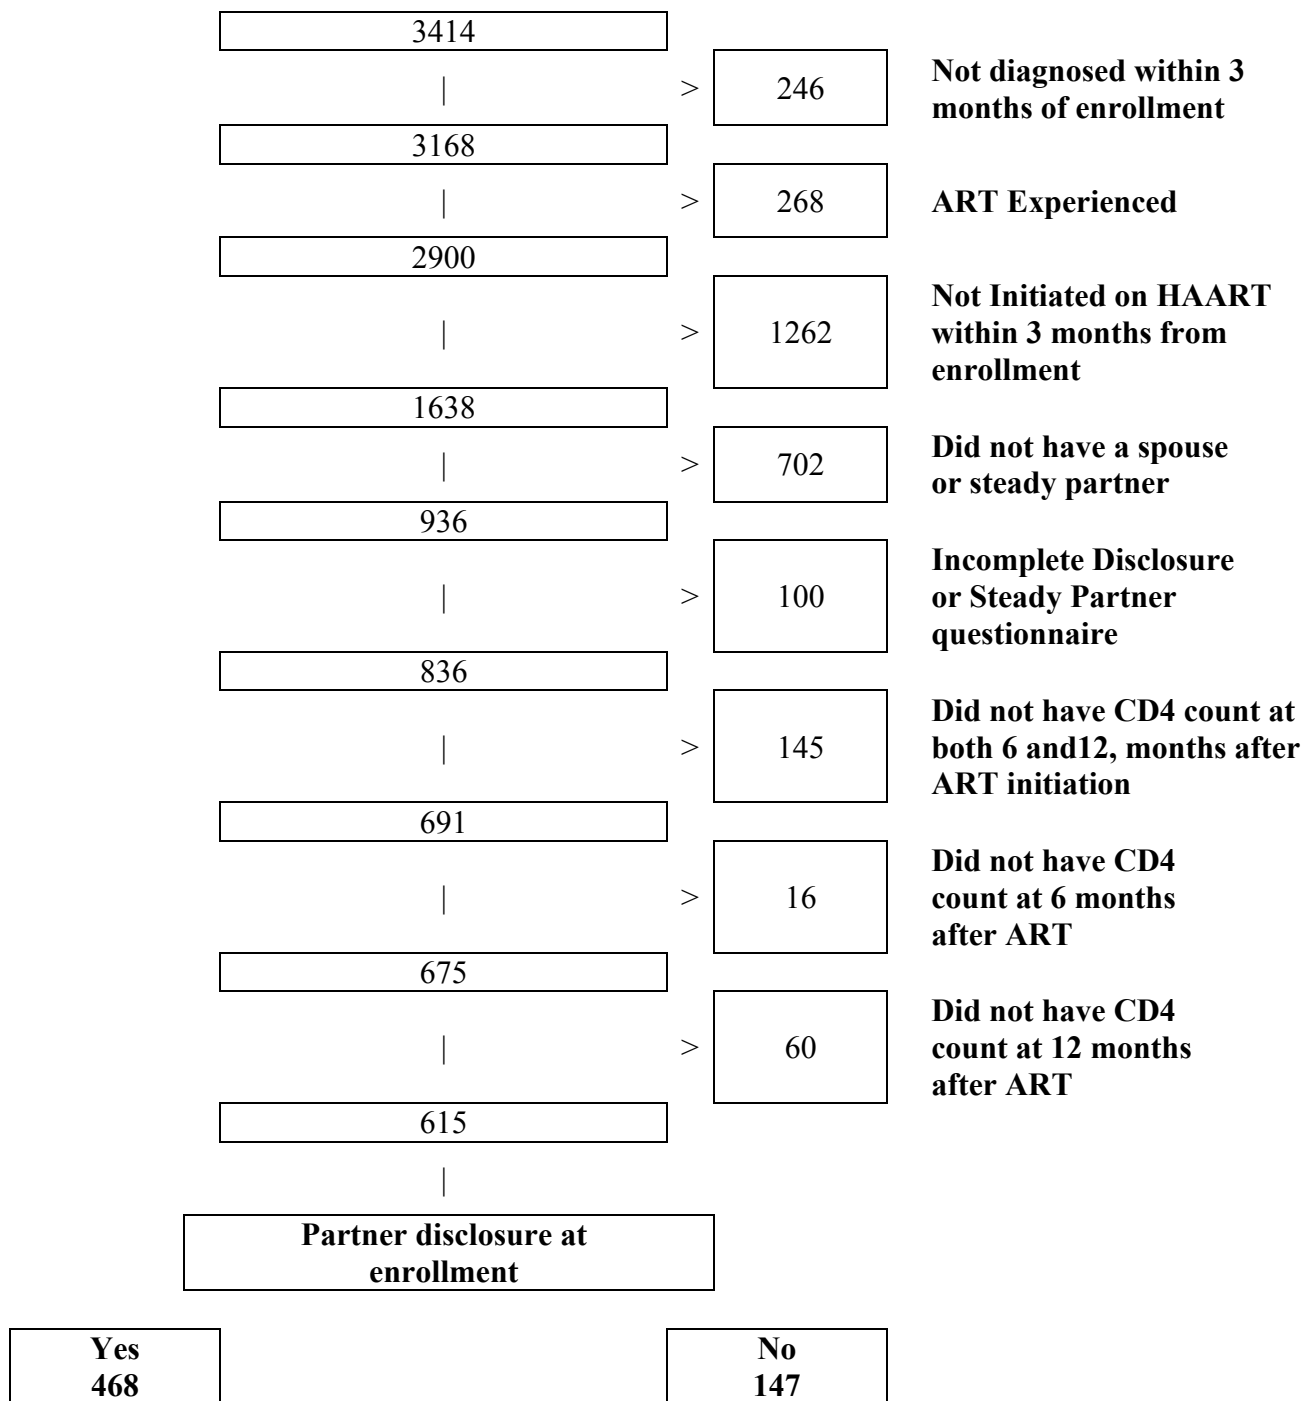 3414
|
>
246
Not diagnosed within 3
months of enrollment
3168
|
>
268
ART Experienced
2900
|
>
1262
Not Initiated on HAART
within 3 months from
enrollment
1638
|
>
702
Did not have a spouse
or steady partner
936
|
>
100
Incomplete Disclosure
or Steady Partner
questionnaire
836
|
>
145
Did not have CD4 count at
both 6 and12, months after
ART initiation
691
|
>
16
Did not have CD4
count at 6 months
after ART
675
|
>
60
Did not have CD4
count at 12 months
after ART
615
|
Partner disclosure at
enrollment
Yes
468
No
147